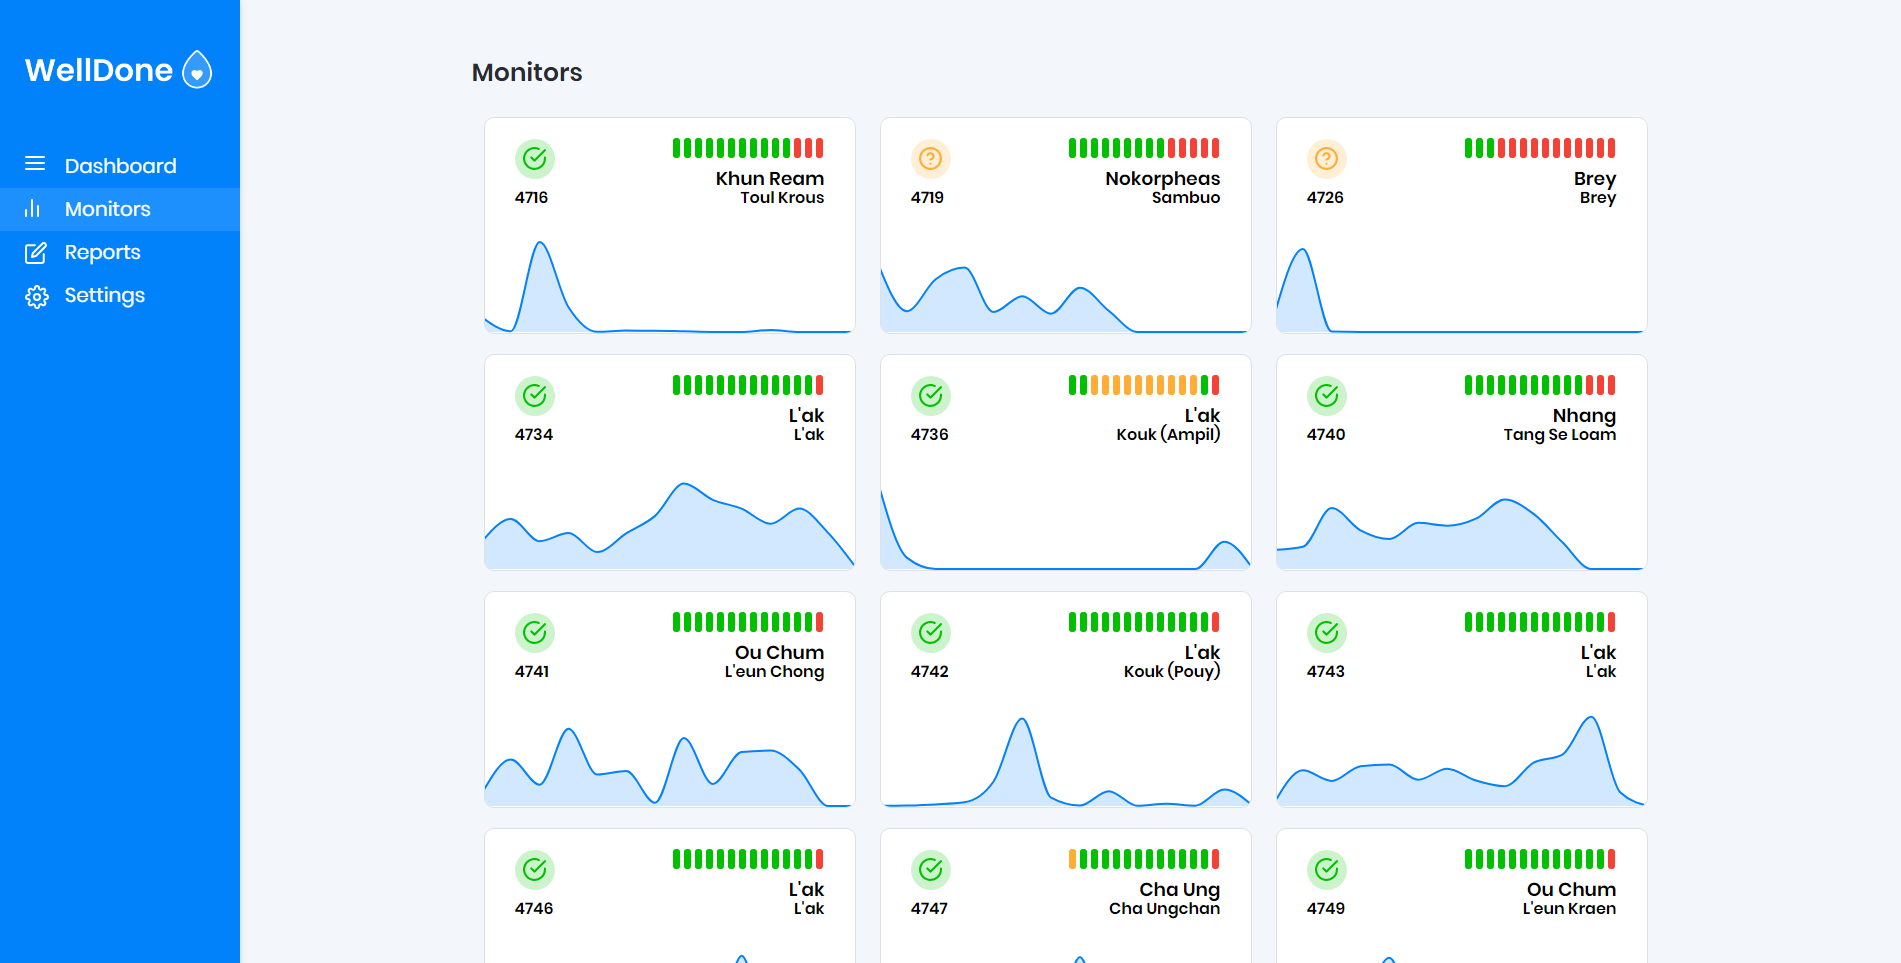 WellDone
Dashboard
Monitors
Reports
Settings
Monitors
Khun Ream
4716 Toul Krous
Nokorpheas
4719 Sambuo
Brey
4726 Brey
L'ak
4734 L'ak
L'ak
4736 Kouk (Ampil)
Nhang
4740 Tang Se Loam
Ou Chum
4741 L'eun Chong
L'ak
4742 Kouk (Pouy)
L'ak
4743 L'ak
L'ak
4746 L'ak
Cha Ung
4747 Cha Ungchan
Ou Chum
4749 L'eun Kraen